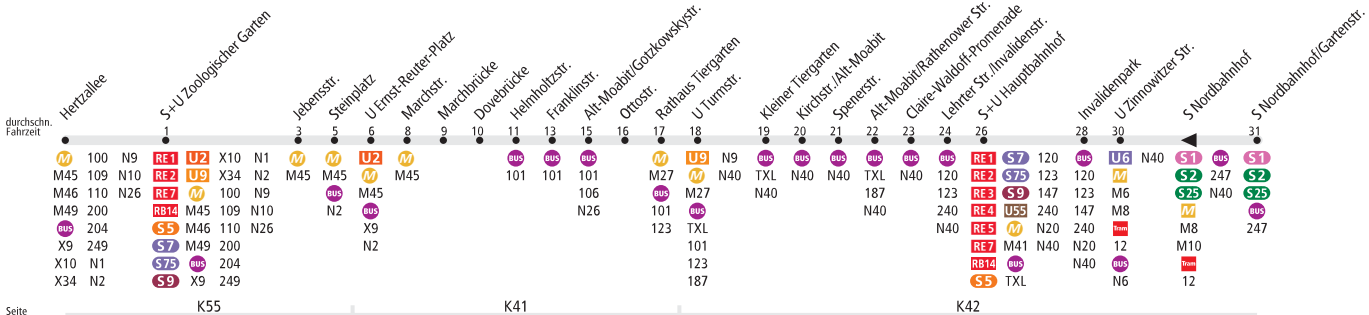 Hertzallee
S+U Zoologischer Garten
Jebensstr.
Steinplatz
U Ernst-Reuter-Platz
Marchstr.
Marchbrücke
Dovebrücke
Helmholtzstr.
Franklinstr.
Alt-Moabit/Gotzkowskystr.
Ottostr.
Rathaus Tiergarten
U Turmstr.
Kleiner Tiergarten
Kirchstr./Alt-Moabit
Spenerstr.
Alt-Moabit/Rathenower Str.
Claire-Waldoff-Promenade
Lehrter Str./Invalidenstr.
S+U Hauptbahnhof
Invalidenpark
U Zinnowitzer Str.
S Nordbahnhof
S Nordbahnhof/Gartenstr.
durchschn.
Fahrzeit
1 3 5 6 8 9 10 11 13 15 16 17 18 19 20 21 22 23 24 26 28 30 31
M 100 N9 RE1 U2 X10 N1 M M U2 M BUS BUS BUS M U9 N9 BUS BUS BUS BUS BUS BUS RE1 S7 120 BUS U6 N40 S1 BUS S1
M45 109 N10 RE2 U9 X34 N2 M45 M45 M M45 101 101 101 M27 M N40 TXL N40 N40 TXL N40 120 RE2 S75 123 120 M S2 247 S2
M46 110 N26 RE7 M 100 N9 BUS M45 106 BUS M27 N40 187 123 RE3 S9 147 123 M6 S25 N40 S25
M49 200 RB14 M45 109 N10 N2 BUS N26 101 BUS N40 240 RE4 U55 240 147 M8 M BUS
BUS 204 S5 M46 110 N26 X9 123 TXL N40 RE5 M N20 240 Tram M8 247
X9 249 S7 M49 200 N2 101 RE7 M41 N40 N20 12 M10
X10 N1 S75 BUS 204 123 RB14 BUS N40 BUS Tram
X34 N2 S9 X9 249 187 S5 TXL N6 12
Seite K55 K41 K42